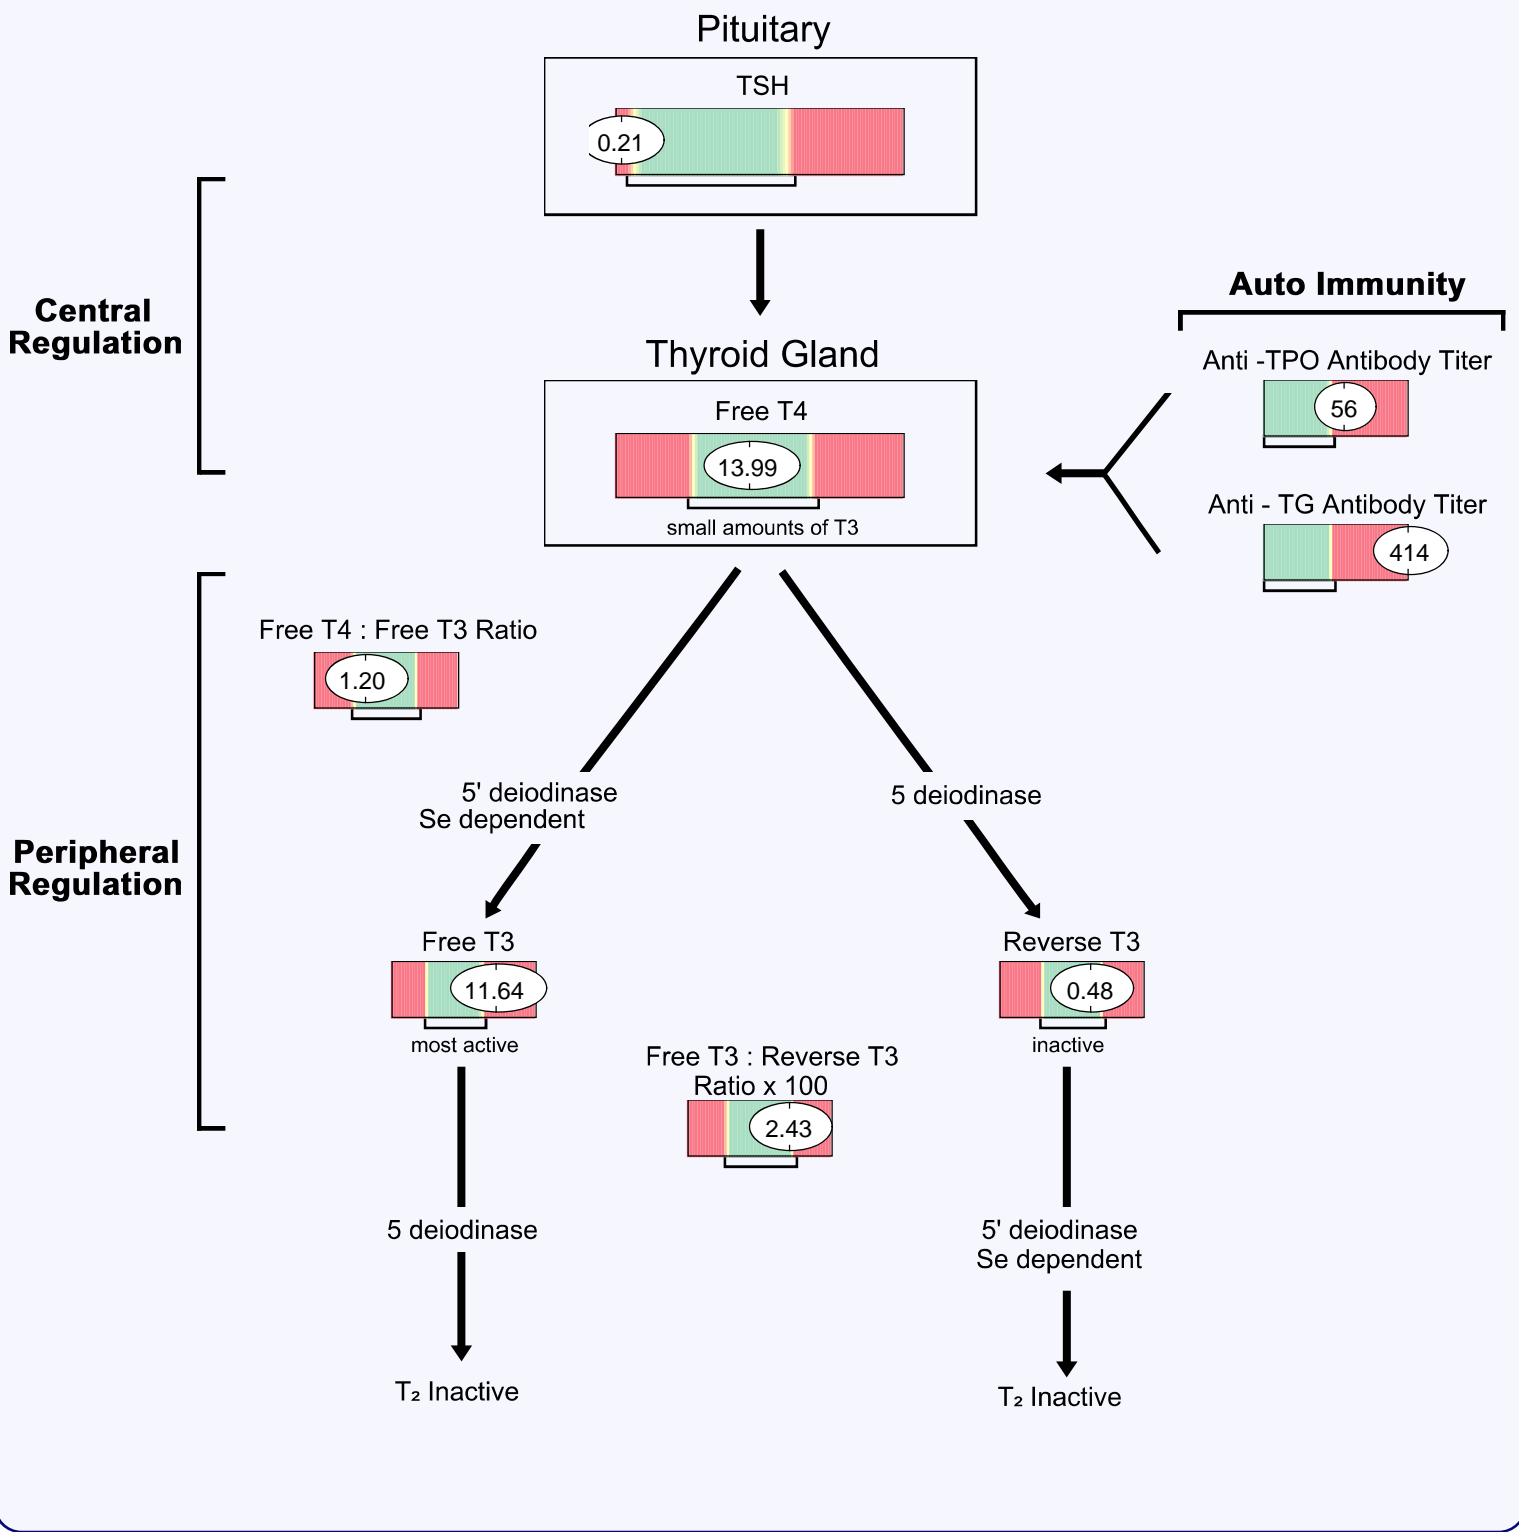 Pituitary
TSH
0.21
Central
Regulation
Auto Immunity
Thyroid Gland
Anti -TPO Antibody Titer
56
Free T4
13.99
small amounts of T3
Anti - TG Antibody Titer
414
Free T4 : Free T3 Ratio
1.20
5' deiodinase
Se dependent
5 deiodinase
Peripheral
Regulation
Free T3
11.64
most active
Reverse T3
0.48
inactive
Free T3 : Reverse T3
Ratio x 100
2.43
5 deiodinase
5' deiodinase
Se dependent
T₂ Inactive
T₂ Inactive